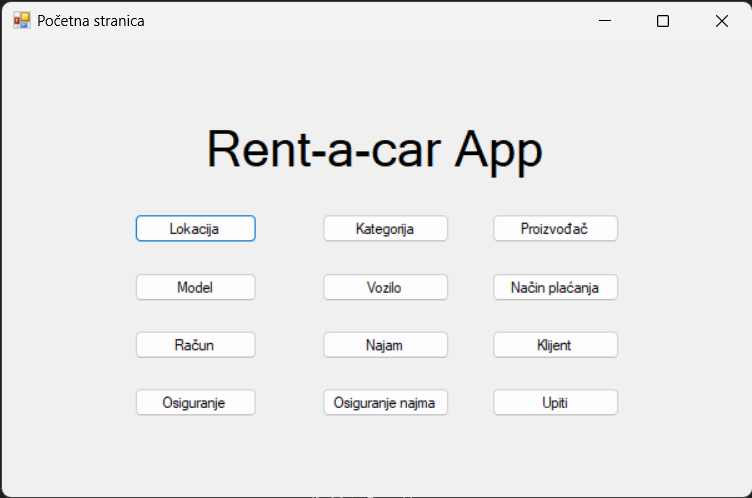 Početna stranica
Rent-a-car App
Lokacija Kategorija Proizvođač
Model Vozilo Način plaćanja
Račun Najam Klijent
Osiguranje Osiguranje najma Upiti